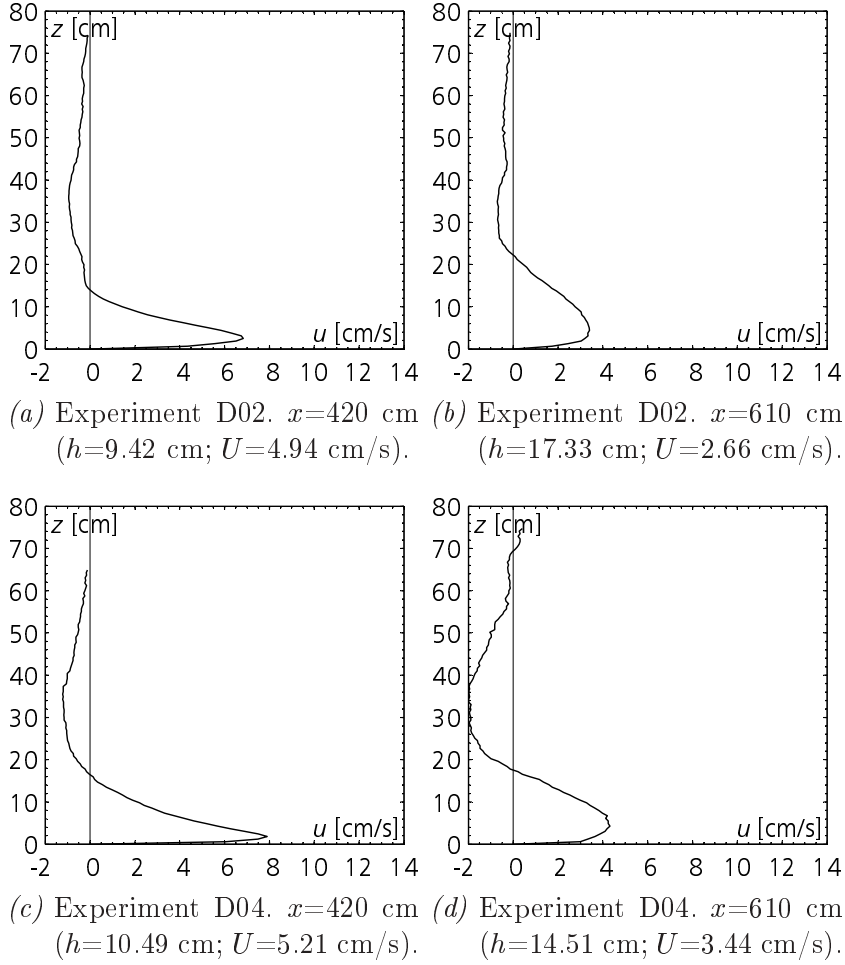 80
z [cm]
70
60
50
40
30
20
10
u [cm/s]
0
-2 0 2 4 6 8 10 12 14
(a) Experiment D02. x=420 cm
(h=9.42 cm; U=4.94 cm/s).
80
z [cm]
70
60
50
40
30
20
10
u [cm/s]
0
-2 0 2 4 6 8 10 12 14
(b) Experiment D02. x=610 cm
(h=17.33 cm; U=2.66 cm/s).
80
z [cm]
70
60
50
40
30
20
10
u [cm/s]
0
-2 0 2 4 6 8 10 12 14
(c) Experiment D04. x=420 cm
(h=10.49 cm; U=5.21 cm/s).
80
z [cm]
70
60
50
40
30
20
10
u [cm/s]
0
-2 0 2 4 6 8 10 12 14
(d) Experiment D04. x=610 cm
(h=14.51 cm; U=3.44 cm/s).